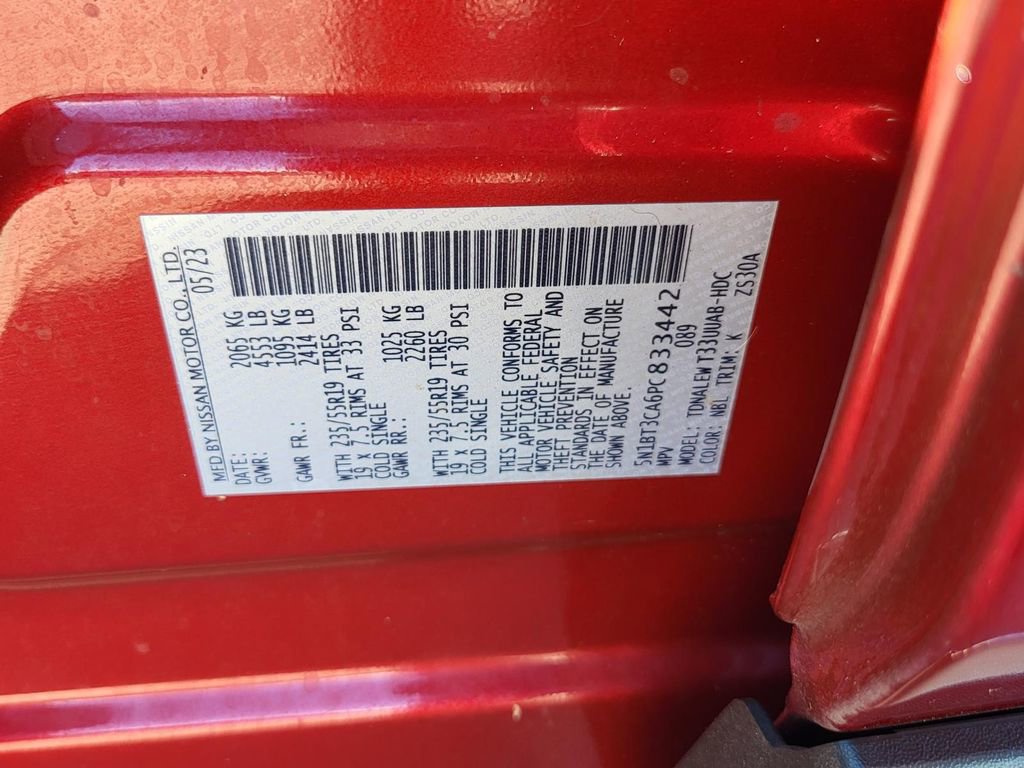 MFD BY NISSAN MOTOR CO., LTD.
DATE: 05/23
GVWR: 2065 KG
4553 LB
GAWR FR.: 1095 KG
2414 LB
WITH 235/55R19 TIRES
19 x 7.5 RIMS AT 33 PSI
COLD SINGLE
GAWR RR.: 1025 KG
2260 LB
WITH 235/55R19 TIRES
19 x 7.5 RIMS AT 30 PSI
COLD SINGLE
THIS VEHICLE CONFORMS TO
ALL APPLICABLE FEDERAL
MOTOR VEHICLE SAFETY AND
THEFT PREVENTION
STANDARDS IN EFFECT ON
THE DATE OF MANUFACTURE
SHOWN ABOVE.
5N1BT3CA6PC833442
MPV 089
MODEL: TDNALEWT33UUUAB-HDC
COLOR: NBL TRIM: K ZS30A